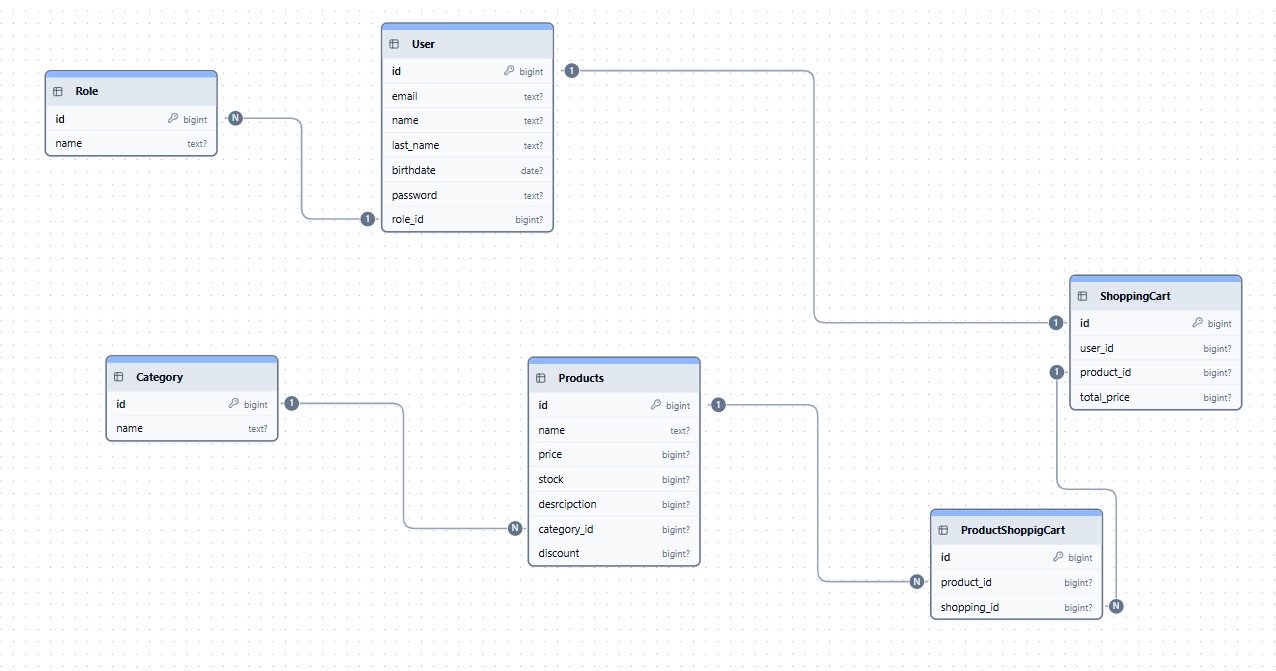 User
id bigint
email text?
name text?
last_name text?
birthdate date?
password text?
role_id bigint?
1
Role
id bigint
name text?
N
1
ShoppingCart
id bigint
user_id bigint?
product_id bigint?
total_price bigint?
1
1
Category
id bigint
name text?
1
Products
id bigint
name text?
price bigint?
stock bigint?
desrcipction bigint?
category_id bigint?
discount bigint?
N
1
ProductShoppigCart
id bigint
product_id bigint?
shopping_id bigint?
N
N